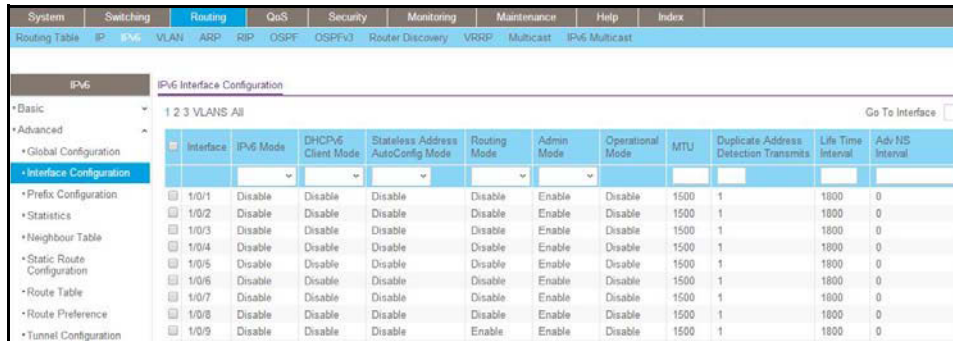 System Switching Routing QoS Security Monitoring Maintenance Help Index
Routing Table IP IPv6 VLAN ARP RIP OSPF OSPFv3 Router Discovery VRRP Multicast IPv6 Multicast
IPv6
•Basic
•Advanced
•Global Configuration
•Interface Configuration
•Prefix Configuration
•Statistics
•Neighbour Table
•Static Route
Configuration
•Route Table
•Route Preference
•Tunnel Configuration
IPv6 Interface Configuration
1 2 3 VLANS All Go To Interface
Interface IPv6 Mode DHCPv6 Client Mode Stateless Address AutoConfig Mode Routing Mode Admin Mode Operational Mode MTU Duplicate Address Detection Transmits Life Time Interval Adv NS Interval
1/0/1 Disable Disable Disable Disable Enable Disable 1500 1 1800 0
1/0/2 Disable Disable Disable Disable Enable Disable 1500 1 1800 0
1/0/3 Disable Disable Disable Disable Enable Disable 1500 1 1800 0
1/0/4 Disable Disable Disable Disable Enable Disable 1500 1 1800 0
1/0/5 Disable Disable Disable Disable Enable Disable 1500 1 1800 0
1/0/6 Disable Disable Disable Disable Enable Disable 1500 1 1800 0
1/0/7 Disable Disable Disable Disable Enable Disable 1500 1 1800 0
1/0/8 Disable Disable Disable Disable Enable Disable 1500 1 1800 0
1/0/9 Disable Disable Disable Enable Enable Disable 1500 1 1800 0